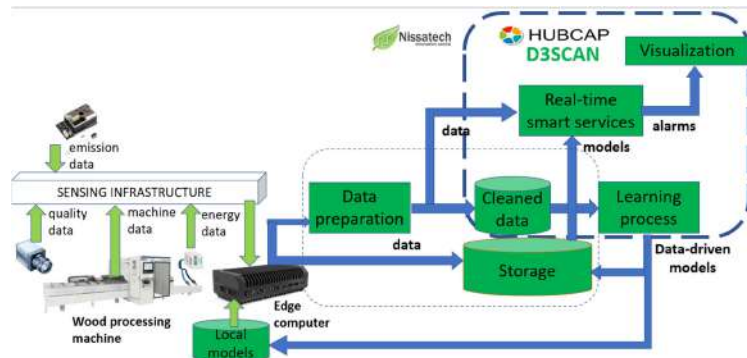 Nissatech
HUBCAP
D3SCAN
Visualization
Real-time
smart services
alarms
data
models
emission
data
SENSING INFRASTRUCTURE
quality
data
machine
data
energy
data
Data
preparation
Cleaned
data
Learning
process
data
Storage
Data-driven
models
Wood processing
machine
Edge
computer
Local models